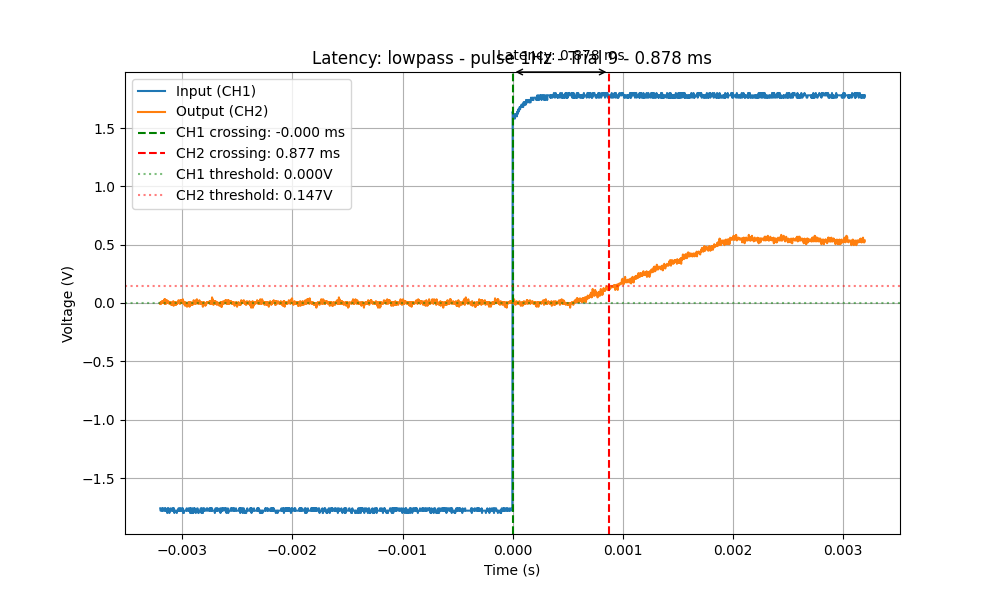 Latency: 0.878 ms
Latency: lowpass - pulse 1Hz - Trial 9 - 0.878 ms
Input (CH1)
Output (CH2)
CH1 crossing: -0.000 ms
CH2 crossing: 0.877 ms
CH1 threshold: 0.000V
CH2 threshold: 0.147V
1.5
1.0
0.5
0.0
−0.5
−1.0
−1.5
Voltage (V)
−0.003 −0.002 −0.001 0.000 0.001 0.002 0.003
Time (s)